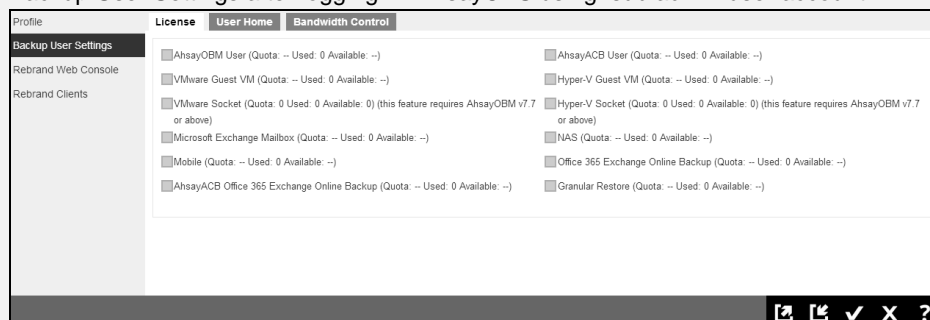 Profile
License User Home Bandwidth Control
Backup User Settings
Rebrand Web Console
Rebrand Clients
AhsayOBM User (Quota: -- Used: 0 Available: --)
AhsayACB User (Quota: -- Used: 0 Available: --)
VMware Guest VM (Quota: -- Used: 0 Available: --)
Hyper-V Guest VM (Quota: -- Used: 0 Available: --)
VMware Socket (Quota: 0 Used: 0 Available: 0) (this feature requires AhsayOBM v7.7
or above)
Hyper-V Socket (Quota: 0 Used: 0 Available: 0) (this feature requires AhsayOBM v7.7
or above)
Microsoft Exchange Mailbox (Quota: -- Used: 0 Available: --)
NAS (Quota: -- Used: 0 Available: --)
Mobile (Quota: -- Used: 0 Available: --)
Office 365 Exchange Online Backup (Quota: -- Used: 0 Available: --)
AhsayACB Office 365 Exchange Online Backup (Quota: -- Used: 0 Available: --)
Granular Restore (Quota: -- Used: 0 Available: --)